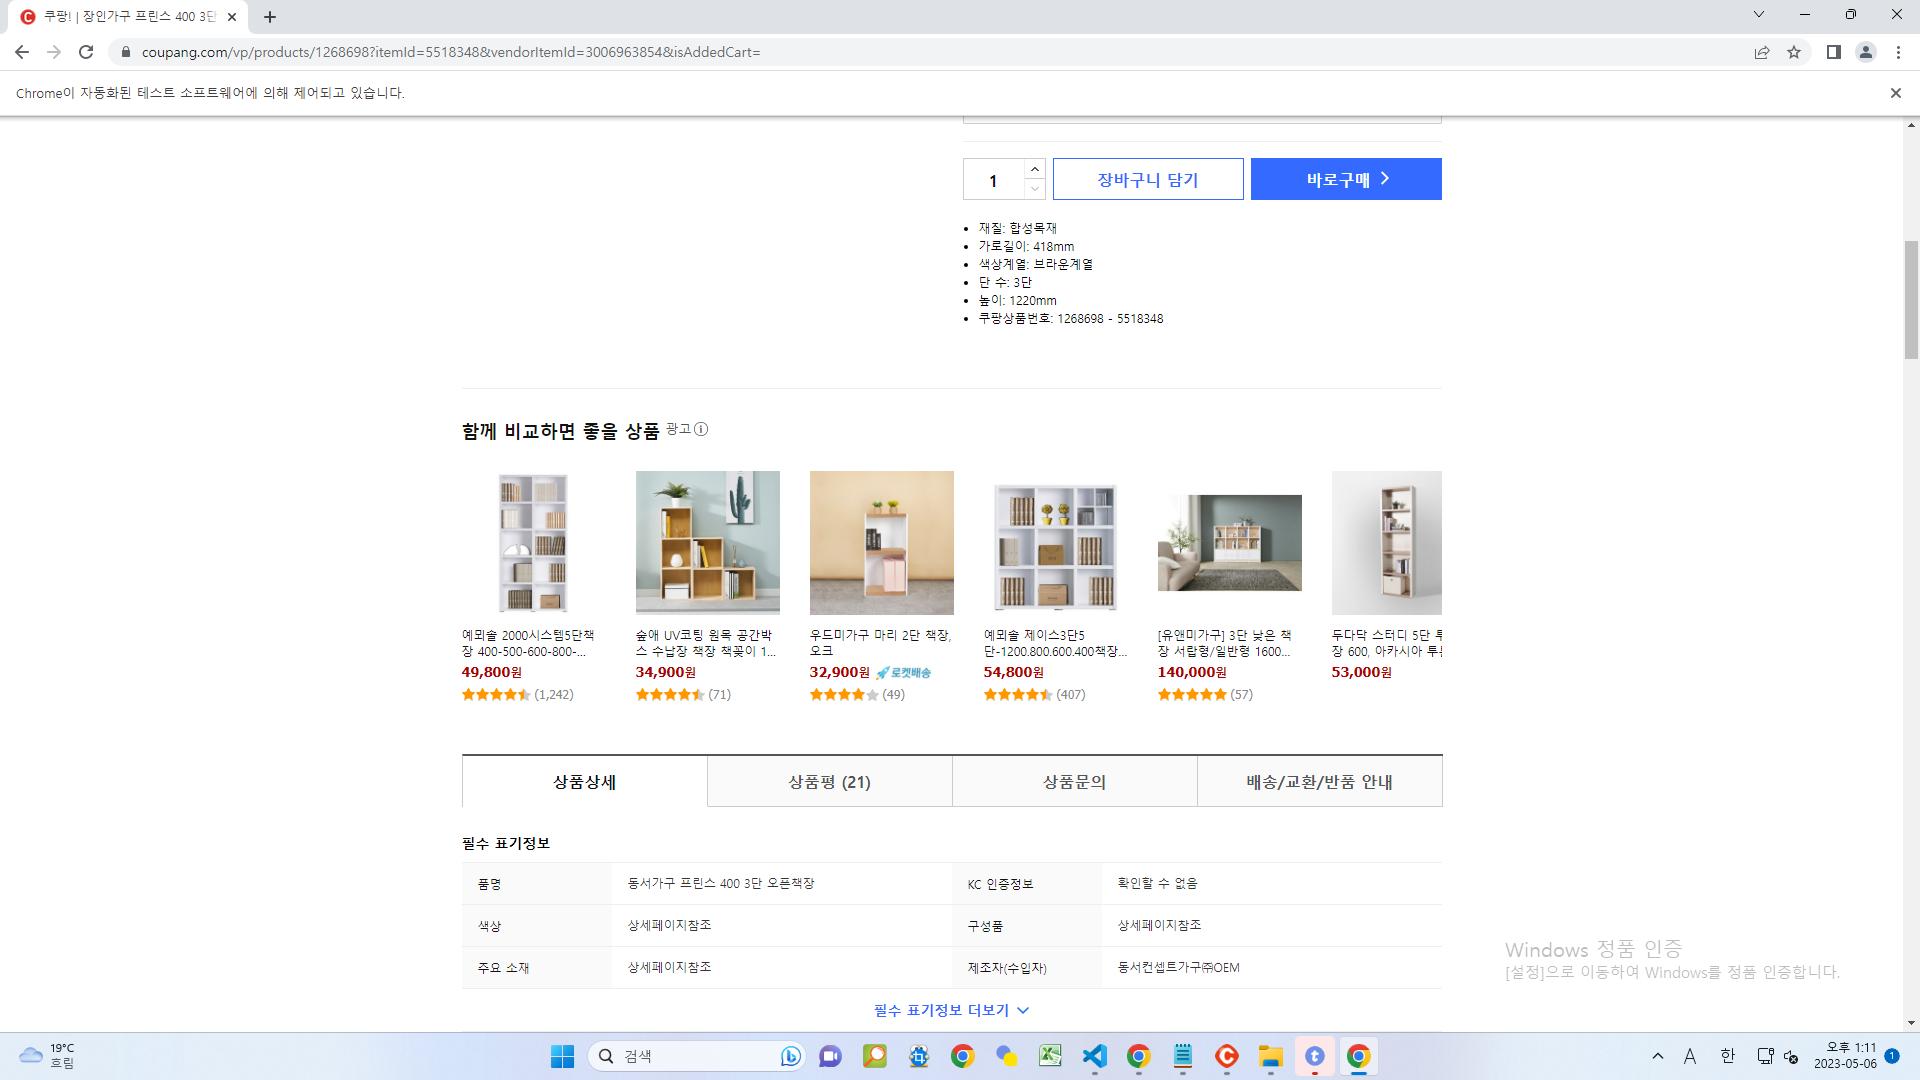 쿠팡! | 장인가구 프린스 400 3단
coupang.com/vp/products/1268698?itemId=5518348&vendorItemId=3006963854&isAddedCart=
Chrome이 자동화된 테스트 소프트웨어에 의해 제어되고 있습니다.
1
장바구니 담기
바로구매
재질: 합성목재
가로길이: 418mm
색상계열: 브라운계열
단 수: 3단
높이: 1220mm
쿠팡상품번호: 1268698 - 5518348
함께 비교하면 좋을 상품 광고
예뫼솔 2000시스템5단책
장 400-500-600-800-...
49,800원
(1,242)
숲애 UV코팅 원목 공간박
스 수납장 책장 책꽂이 1...
34,900원
(71)
우드미가구 마리 2단 책장,
오크
32,900원 로켓배송
(49)
예뫼솔 제이스3단5
단-1200.800.600.400책장...
54,800원
(407)
[유앤미가구] 3단 낮은 책
장 서랍형/일반형 1600...
140,000원
(57)
두다닥 스터디 5단
장 600, 아카시아
53,000원
상품상세
상품평 (21)
상품문의
배송/교환/반품 안내
필수 표기정보
품명 동서가구 프린스 400 3단 오픈책장 KC 인증정보 확인할 수 없음
색상 상세페이지참조 구성품 상세페이지참조
주요 소재 상세페이지참조 제조자(수입자) 동서컨셉트가구㈜OEM
필수 표기정보 더보기
Windows 정품 인증
[설정]으로 이동하여 Windows를 정품 인증합니다.
19°C
흐림
검색
A
한
오후 1:11
2023-05-06
1